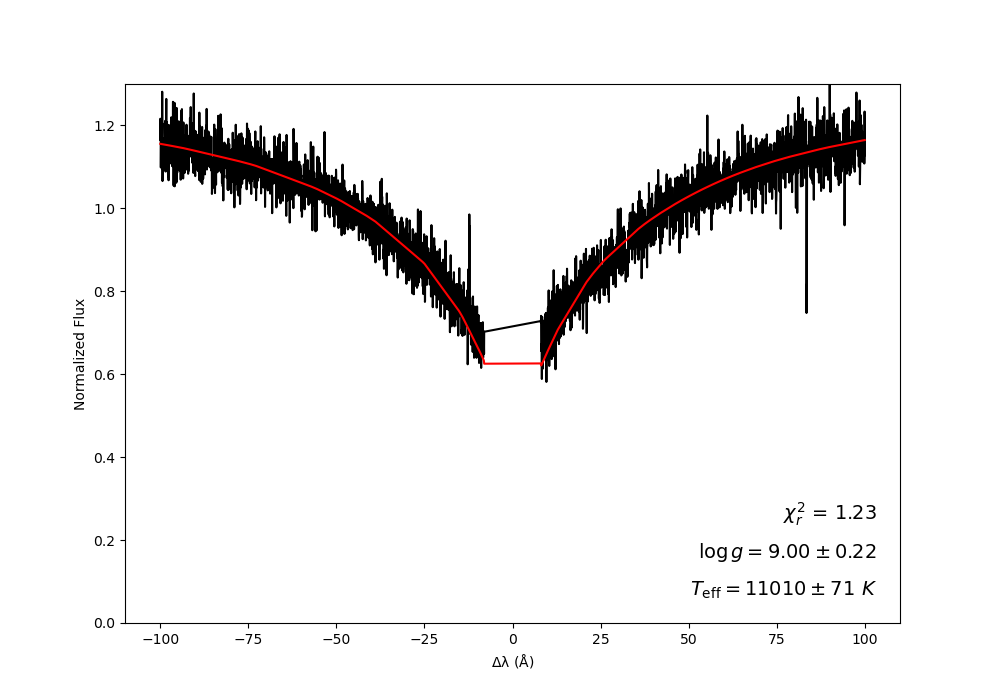 1.2
1.0
0.8
0.6
0.4
0.2
0.0
Normalized Flux
χ²ᵣ = 1.23
log g = 9.00 ± 0.22
T_eff = 11010 ± 71 K
−100 −75 −50 −25 0 25 50 75 100
Δλ (Å)